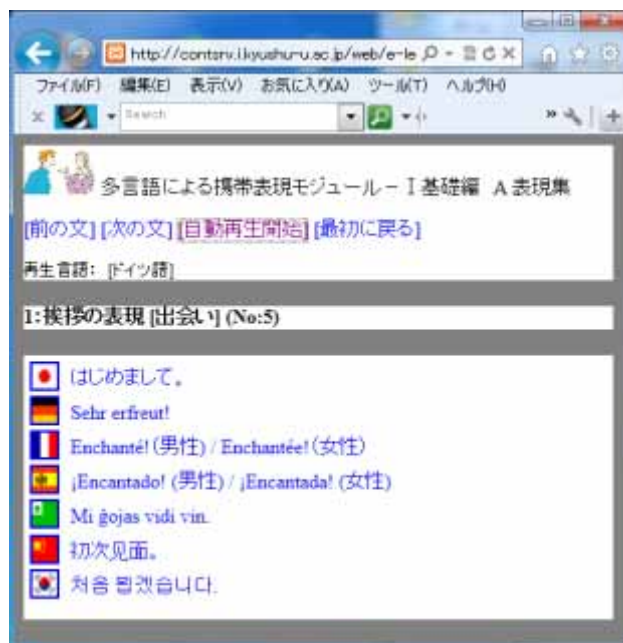 http://contsrv.i.kyushu-u.ac.jp/web/e-le
ファイル(F) 編集(E) 表示(V) お気に入り(A) ツール(T) ヘルプ(H)
Search
多言語による携帯表現モジュール－Ⅰ基礎編 A 表現集
[前の文] [次の文] [自動再生開始] [最初に戻る]
再生言語: [ドイツ語]
1:挨拶の表現 [出会い] (No:5)
はじめまして。
Sehr erfreut!
Enchanté! (男性) / Enchantée! (女性)
¡Encantado! (男性) / ¡Encantada! (女性)
Mi ĝojas vidi vin.
初次见面。
처음 뵙겠습니다.